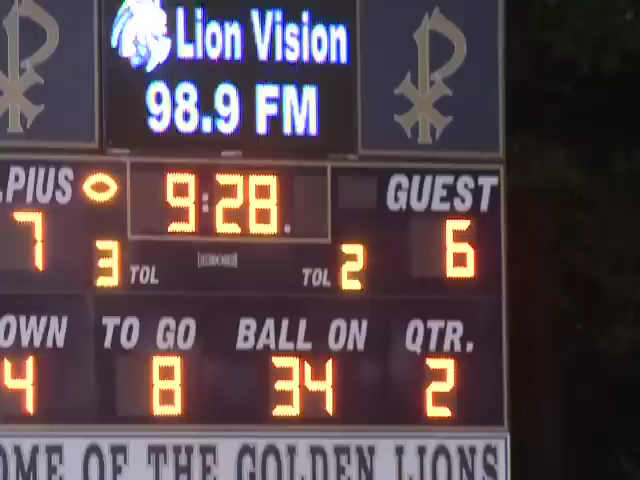 Lion Vision
98.9 FM
.PIUS 9:28 GUEST
7 3 TOL TOL 2 6
OWN TO GO BALL ON QTR.
4 8 34 2
OME OF THE GOLDEN LIONS